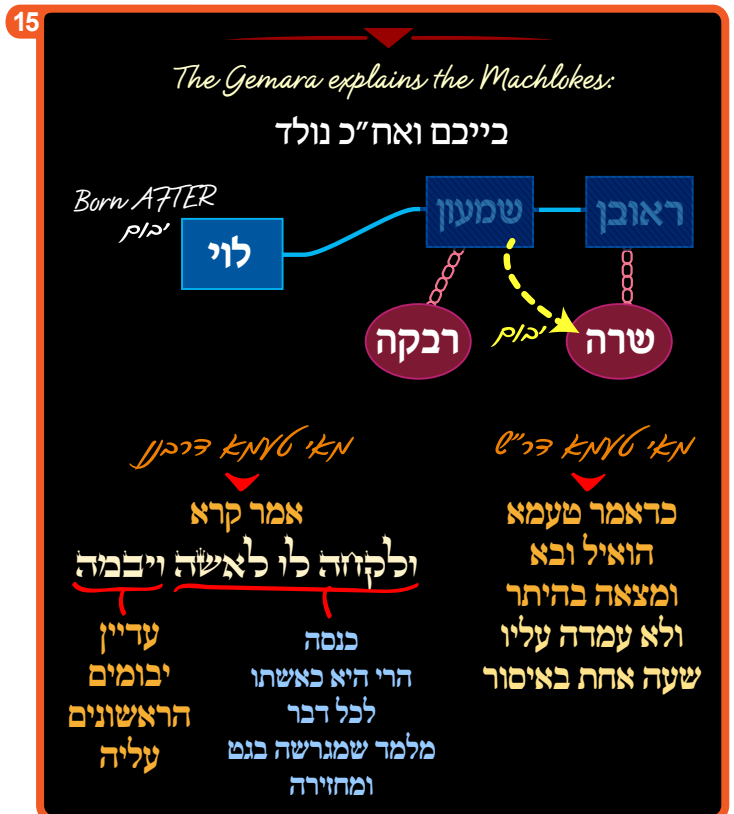 15
The Gemara explains the Machlokes:
בייבם ואח״כ נולד
Born AFTER
יבום
ראובן
שמעון
לוי
שרה
יבום
רבקה
מאי טעמא דר״ש
כדאמר טעמא
הואיל ובא
ומצאה בהיתר
ולא עמדה עליו
שעה אחת באיסור
מאי טעמא דרבנן
אמר קרא
ולקחה לו לאשה ויבמה
כנסה
הרי היא כאשתו
לכל דבר
מלמד שמגרשה בגט
ומחזירה
עדיין
יבומים
הראשונים
עליה